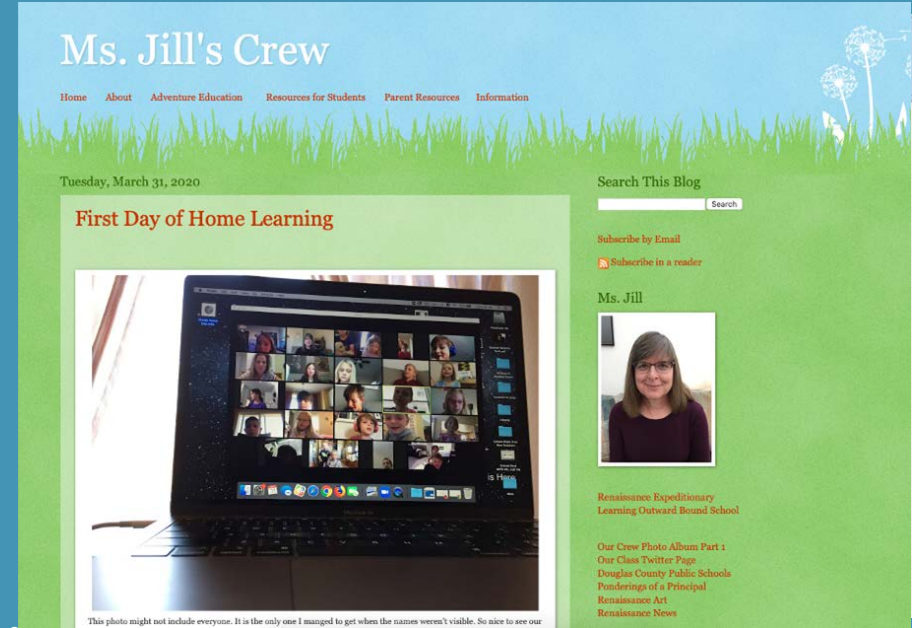 Ms. Jill's Crew
Home About Adventure Education Resources for Students Parent Resources Information
Tuesday, March 31, 2020
First Day of Home Learning
This photo might not include everyone. It is the only one I manged to get when the names weren't visible. So nice to see our
Search This Blog
Search
Subscribe by Email
Subscribe in a reader
Ms. Jill
Renaissance Expeditionary
Learning Outward Bound School
Our Crew Photo Album Part 1
Our Class Twitter Page
Douglas County Public Schools
Ponderings of a Principal
Renaissance Art
Renaissance News